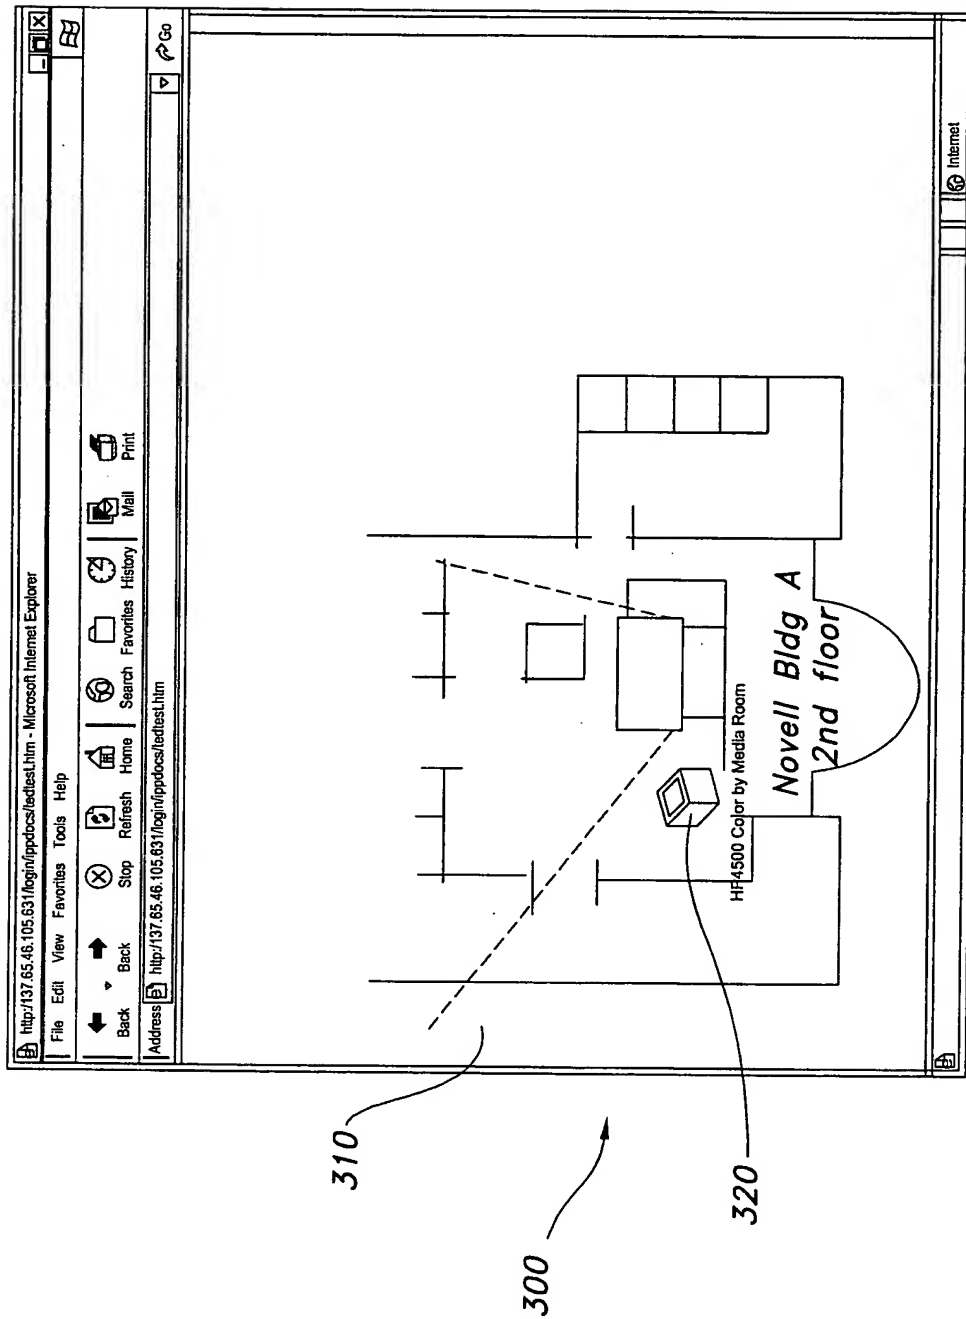 http:/137.65.46.105.631/login/ippdocs/tedtest.htm - Microsoft Internet Explorer
File Edit View Favorites Tools Help
Back Back Stop Refresh Home Search Favorites History Mail Print
Address http:/137.65.46.105.631/login/ippdocs/tedtest.htm Go
HP4500 Color by Media Room
Novell Bldg A
2nd floor
Internet
310
300
320